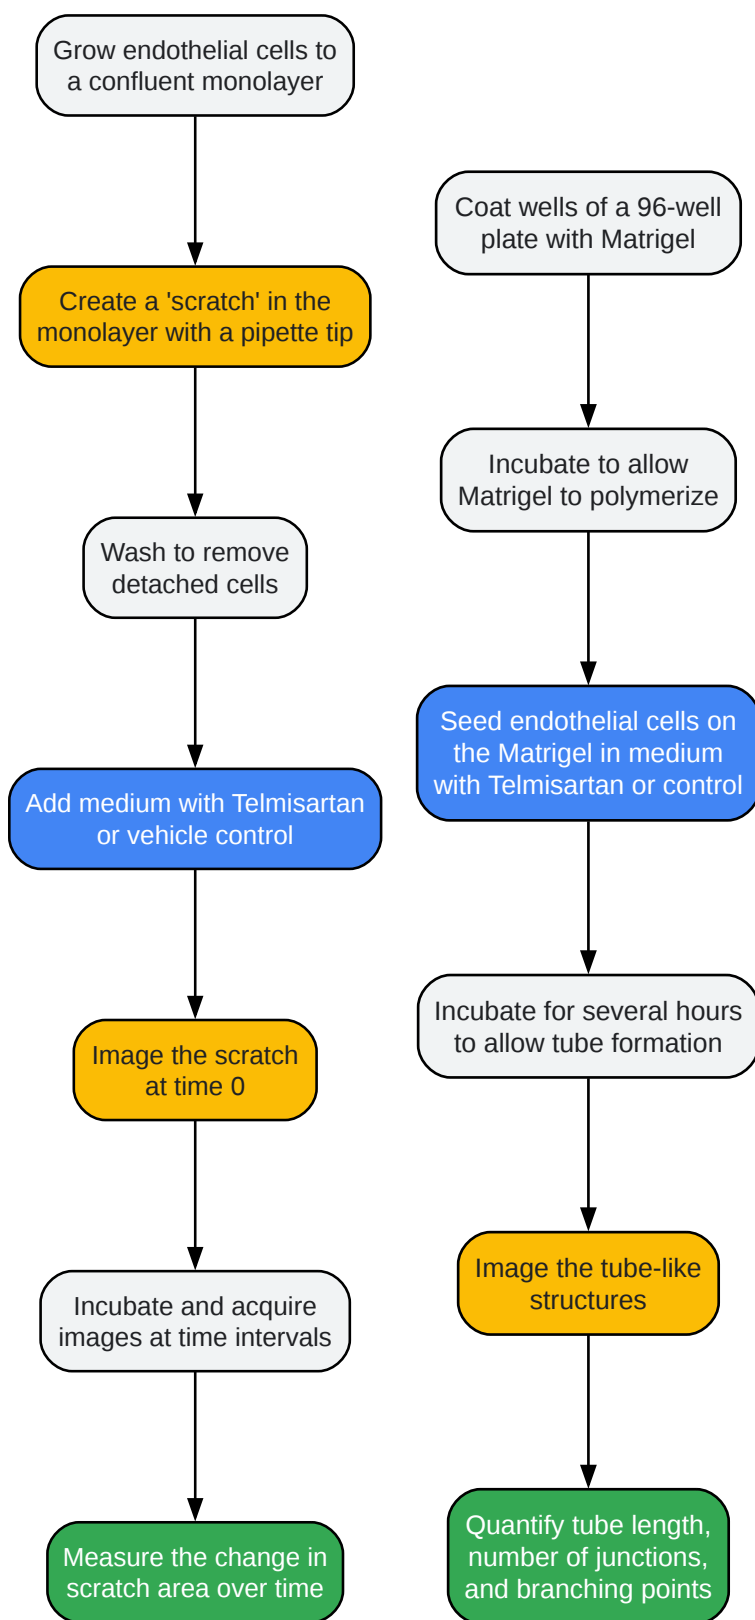 Grow endothelial cells to
a confluent monolayer
Create a 'scratch' in the
monolayer with a pipette tip
Wash to remove
detached cells
Add medium with Telmisartan
or vehicle control
Image the scratch
at time 0
Incubate and acquire
images at time intervals
Measure the change in
scratch area over time
Coat wells of a 96-well
plate with Matrigel
Incubate to allow
Matrigel to polymerize
Seed endothelial cells on
the Matrigel in medium
with Telmisartan or control
Incubate for several hours
to allow tube formation
Image the tube-like
structures
Quantify tube length,
number of junctions,
and branching points